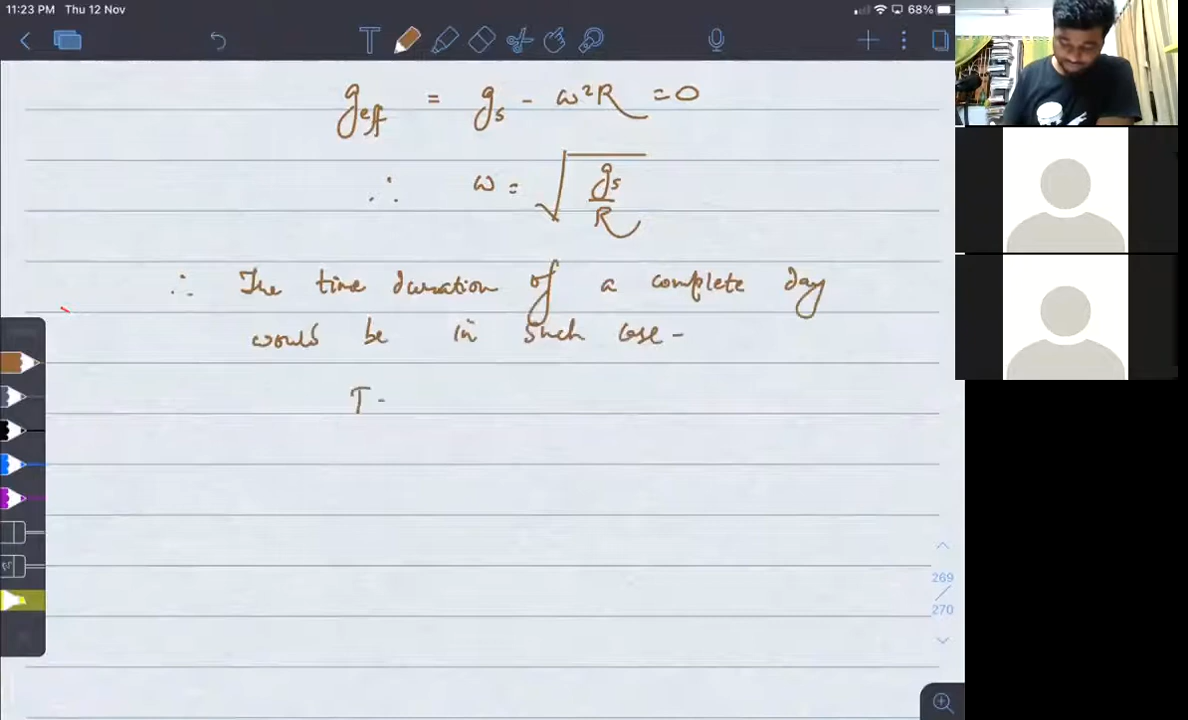 11:23 PM Thu 12 Nov 68%
T
g_eff = g_s - ω²R = 0
∴ ω = √(g_s/R)
∴ The time duration of a complete day
would be in such case -
T -
269
/
270